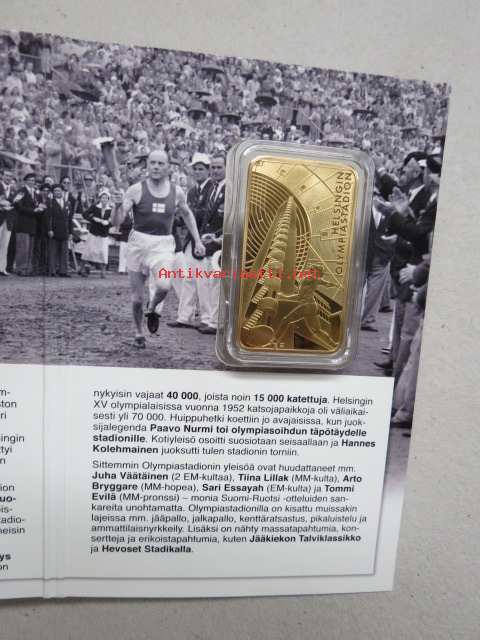 HELSINGIN
OLYMPIASTADION
Antikvariaatti.fi
nykyisin vajaat 40 000, joista noin 15 000 katettuja. Helsingin
XV olympialaisissa vuonna 1952 katsojapaikkoja oli väliaikai-
sesti yli 70 000. Huippuhetki koettiin jo avajaisissa, kun juok-
sijalegenda Paavo Nurmi toi olympiasoihdun täpötäydelle
stadionille. Kotiyleisö osoitti suosiotaan seisaallaan ja Hannes
Kolehmainen juoksutti tulen stadionin torniin.
Sittemmin Olympiastadionin yleisöä ovat huudattaneet mm.
Juha Väätäinen (2 EM-kultaa), Tiina Lillak (MM-kulta), Arto
Bryggare (MM-hopea), Sari Essayah (EM-kulta) ja Tommi
Evilä (MM-pronssi) – monia Suomi-Ruotsi -otteluiden san-
kareita unohtamatta. Olympiastadionilla on kisattu muissakin
lajeissa mm. jääpallo, jalkapallo, kenttäratsastus, pikaluistelu ja
ammattilaisnyrkkeily. Lisäksi on nähty massatapahtumia, kon-
sertteja ja erikoistapahtumia, kuten Jääkiekon Talviklassikko
ja Hevoset Stadikalla.